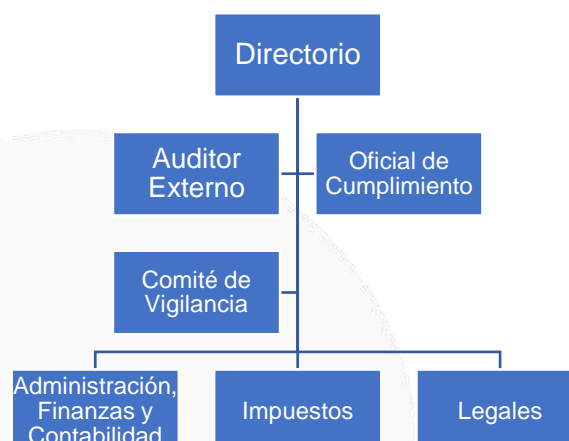 Directorio
Auditor
Externo
Oficial de
Cumplimiento
Comité de
Vigilancia
Administración,
Finanzas y
Contabilidad
Impuestos
Legales